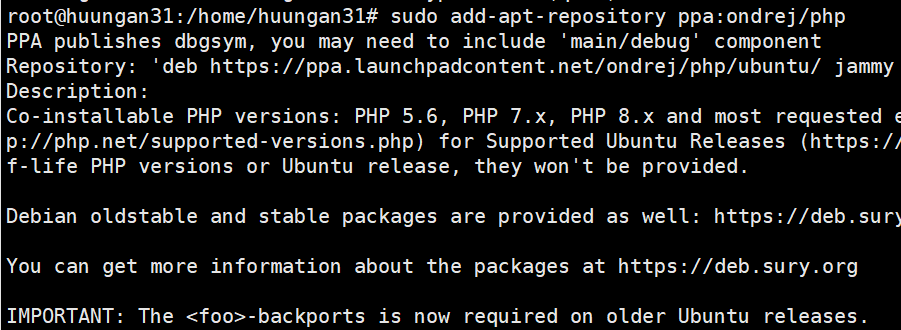 root@huungan31:/home/huungan31# sudo add-apt-repository ppa:ondrej/php
PPA publishes dbgsym, you may need to include 'main/debug' component
Repository: 'deb https://ppa.launchpadcontent.net/ondrej/php/ubuntu/ jammy
Description:
Co-installable PHP versions: PHP 5.6, PHP 7.x, PHP 8.x and most requested e
p://php.net/supported-versions.php) for Supported Ubuntu Releases (https://
f-life PHP versions or Ubuntu release, they won't be provided.
Debian oldstable and stable packages are provided as well: https://deb.sury
You can get more information about the packages at https://deb.sury.org
IMPORTANT: The <foo>-backports is now required on older Ubuntu releases.